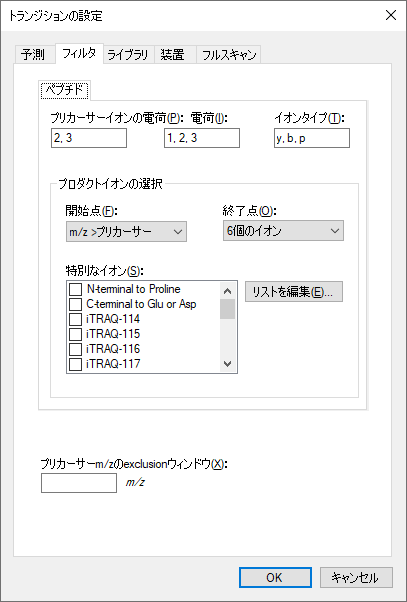 トランジションの設定
予測 フィルタ ライブラリ 装置 フルスキャン
ペプチド
プリカーサーイオンの電荷(P): 電荷(I): イオンタイプ(T):
2, 3 1, 2, 3 y, b, p
プロダクトイオンの選択
開始点(F): 終了点(O):
m/z >プリカーサー 6個のイオン
特別なイオン(S):
N-terminal to Proline リストを編集(E)...
C-terminal to Glu or Asp
iTRAQ-114
iTRAQ-115
iTRAQ-116
iTRAQ-117
プリカーサーm/zのexclusionウィンドウ(X):
m/z
OK キャンセル